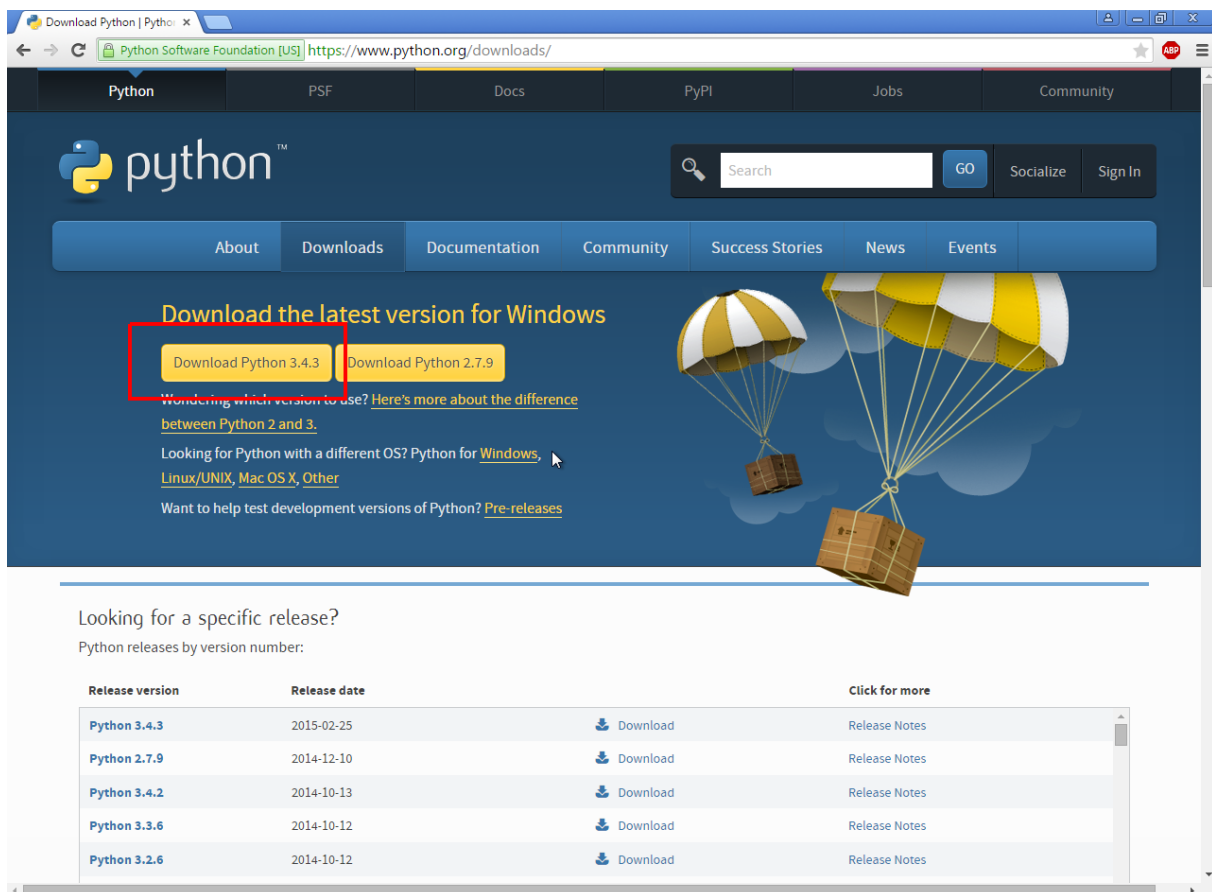 Download Python | Pytho
Python Software Foundation [US] https://www.python.org/downloads/
ABP
Python PSF Docs PyPI Jobs Community
python™
Search GO Socialize Sign In
About Downloads Documentation Community Success Stories News Events
Download the latest version for Windows
Download Python 3.4.3 Download Python 2.7.9
Wondering which version to use? Here's more about the difference
between Python 2 and 3.
Looking for Python with a different OS? Python for Windows,
Linux/UNIX, Mac OS X, Other
Want to help test development versions of Python? Pre-releases
Looking for a specific release?
Python releases by version number:
Release version Release date Click for more
Python 3.4.3 2015-02-25 Download Release Notes
Python 2.7.9 2014-12-10 Download Release Notes
Python 3.4.2 2014-10-13 Download Release Notes
Python 3.3.6 2014-10-12 Download Release Notes
Python 3.2.6 2014-10-12 Download Release Notes